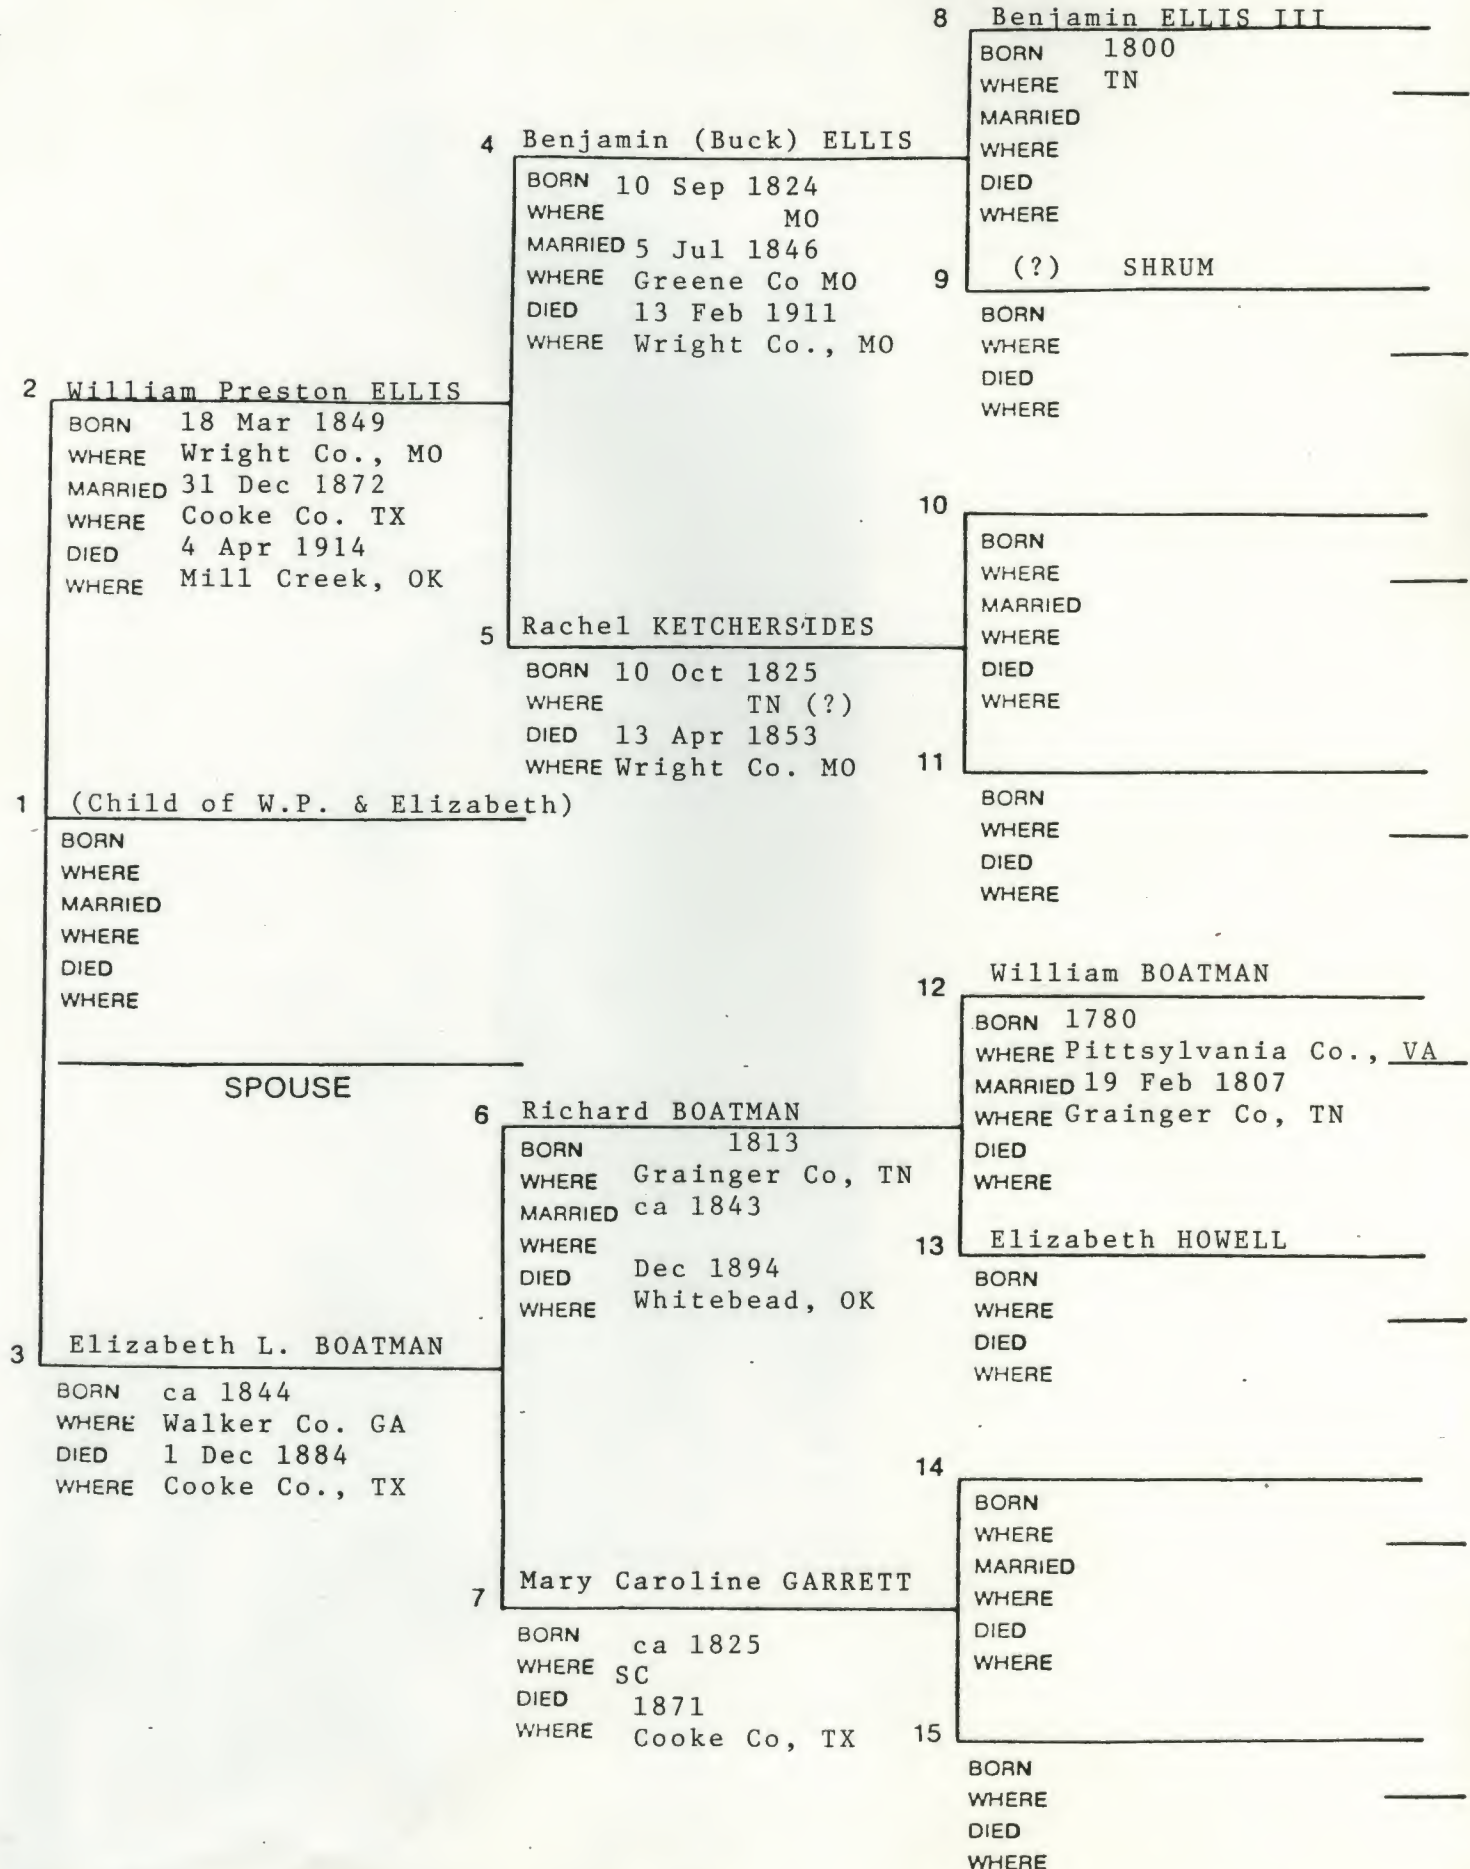 8 Benjamin ELLIS III
BORN 1800
WHERE TN
MARRIED
WHERE
DIED
WHERE
4 Benjamin (Buck) ELLIS
BORN 10 Sep 1824
WHERE MO
MARRIED 5 Jul 1846
WHERE Greene Co MO
DIED 13 Feb 1911
WHERE Wright Co., MO
9 (?) SHRUM
BORN
WHERE
DIED
WHERE
2 William Preston ELLIS
BORN 18 Mar 1849
WHERE Wright Co., MO
MARRIED 31 Dec 1872
WHERE Cooke Co. TX
DIED 4 Apr 1914
WHERE Mill Creek, OK
10
BORN
WHERE
MARRIED
WHERE
DIED
WHERE
5 Rachel KETCHERSIDES
BORN 10 Oct 1825
WHERE TN (?)
DIED 13 Apr 1853
WHERE Wright Co. MO
11
BORN
WHERE
DIED
WHERE
1 (Child of W.P. & Elizabeth)
BORN
WHERE
MARRIED
WHERE
DIED
WHERE
SPOUSE
12 William BOATMAN
BORN 1780
WHERE Pittsylvania Co., VA
MARRIED 19 Feb 1807
WHERE Grainger Co, TN
DIED
WHERE
6 Richard BOATMAN
BORN 1813
WHERE Grainger Co, TN
MARRIED ca 1843
WHERE
DIED Dec 1894
WHERE Whitebead, OK
13 Elizabeth HOWELL
BORN
WHERE
DIED
WHERE
3 Elizabeth L. BOATMAN
BORN ca 1844
WHERE Walker Co. GA
DIED 1 Dec 1884
WHERE Cooke Co., TX
14
BORN
WHERE
MARRIED
WHERE
DIED
WHERE
7 Mary Caroline GARRETT
BORN ca 1825
WHERE SC
DIED 1871
WHERE Cooke Co, TX
15
BORN
WHERE
DIED
WHERE